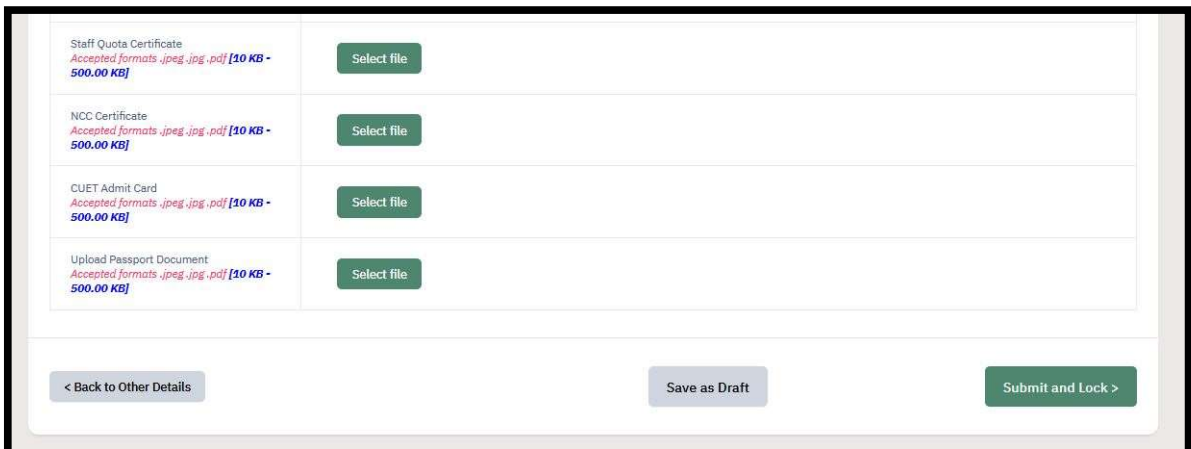 Staff Quota Certificate
Accepted formats .jpeg .jpg .pdf [10 KB -
500.00 KB]
Select file
NCC Certificate
Accepted formats .jpeg .jpg .pdf [10 KB -
500.00 KB]
Select file
CUET Admit Card
Accepted formats .jpeg .jpg .pdf [10 KB -
500.00 KB]
Select file
Upload Passport Document
Accepted formats .jpeg .jpg .pdf [10 KB -
500.00 KB]
Select file
< Back to Other Details
Save as Draft
Submit and Lock >